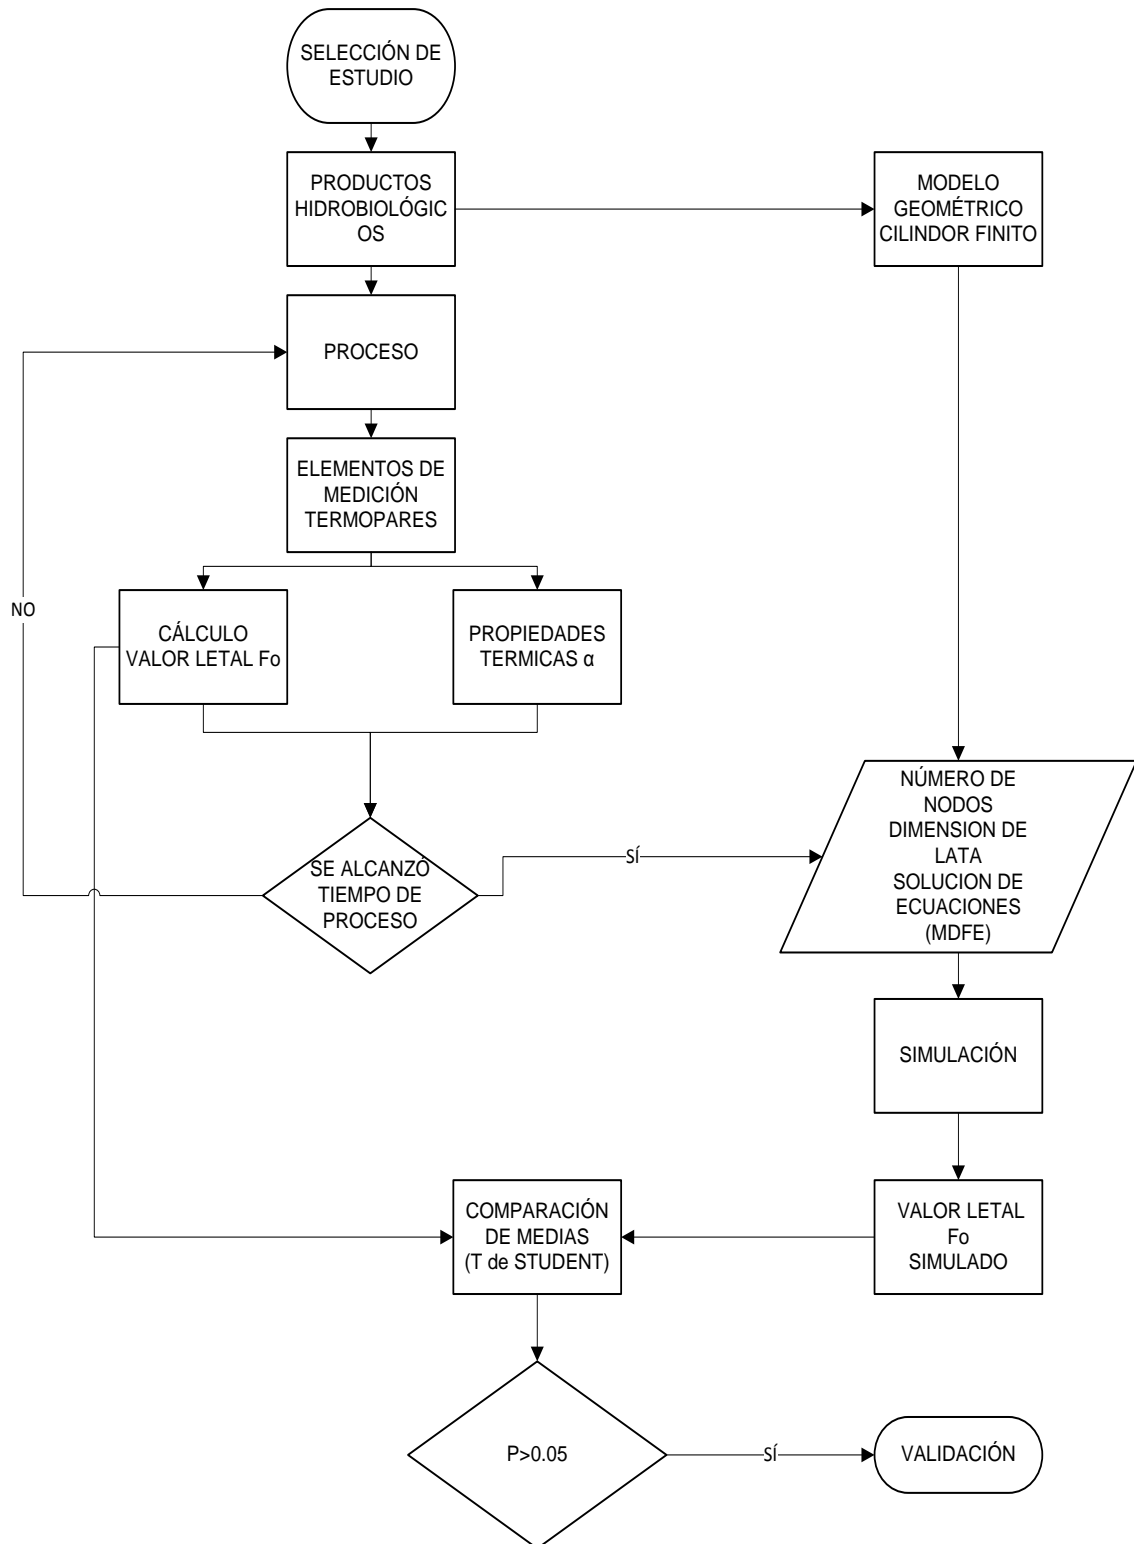 SELECCIÓN DE
ESTUDIO
PRODUCTOS
HIDROBIOLÓGIC
OS
MODELO
GEOMÉTRICO
CILINDOR FINITO
PROCESO
ELEMENTOS DE
MEDICIÓN
TERMOPARES
NO
CÁLCULO
VALOR LETAL Fo
PROPIEDADES
TERMICAS α
NÚMERO DE
NODOS
DIMENSION DE
LATA
SOLUCION DE
ECUACIONES
(MDFE)
SE ALCANZÓ
TIEMPO DE
PROCESO
SÍ
SIMULACIÓN
COMPARACIÓN
DE MEDIAS
(T de STUDENT)
VALOR LETAL
Fo
SIMULADO
P>0.05
SÍ
VALIDACIÓN